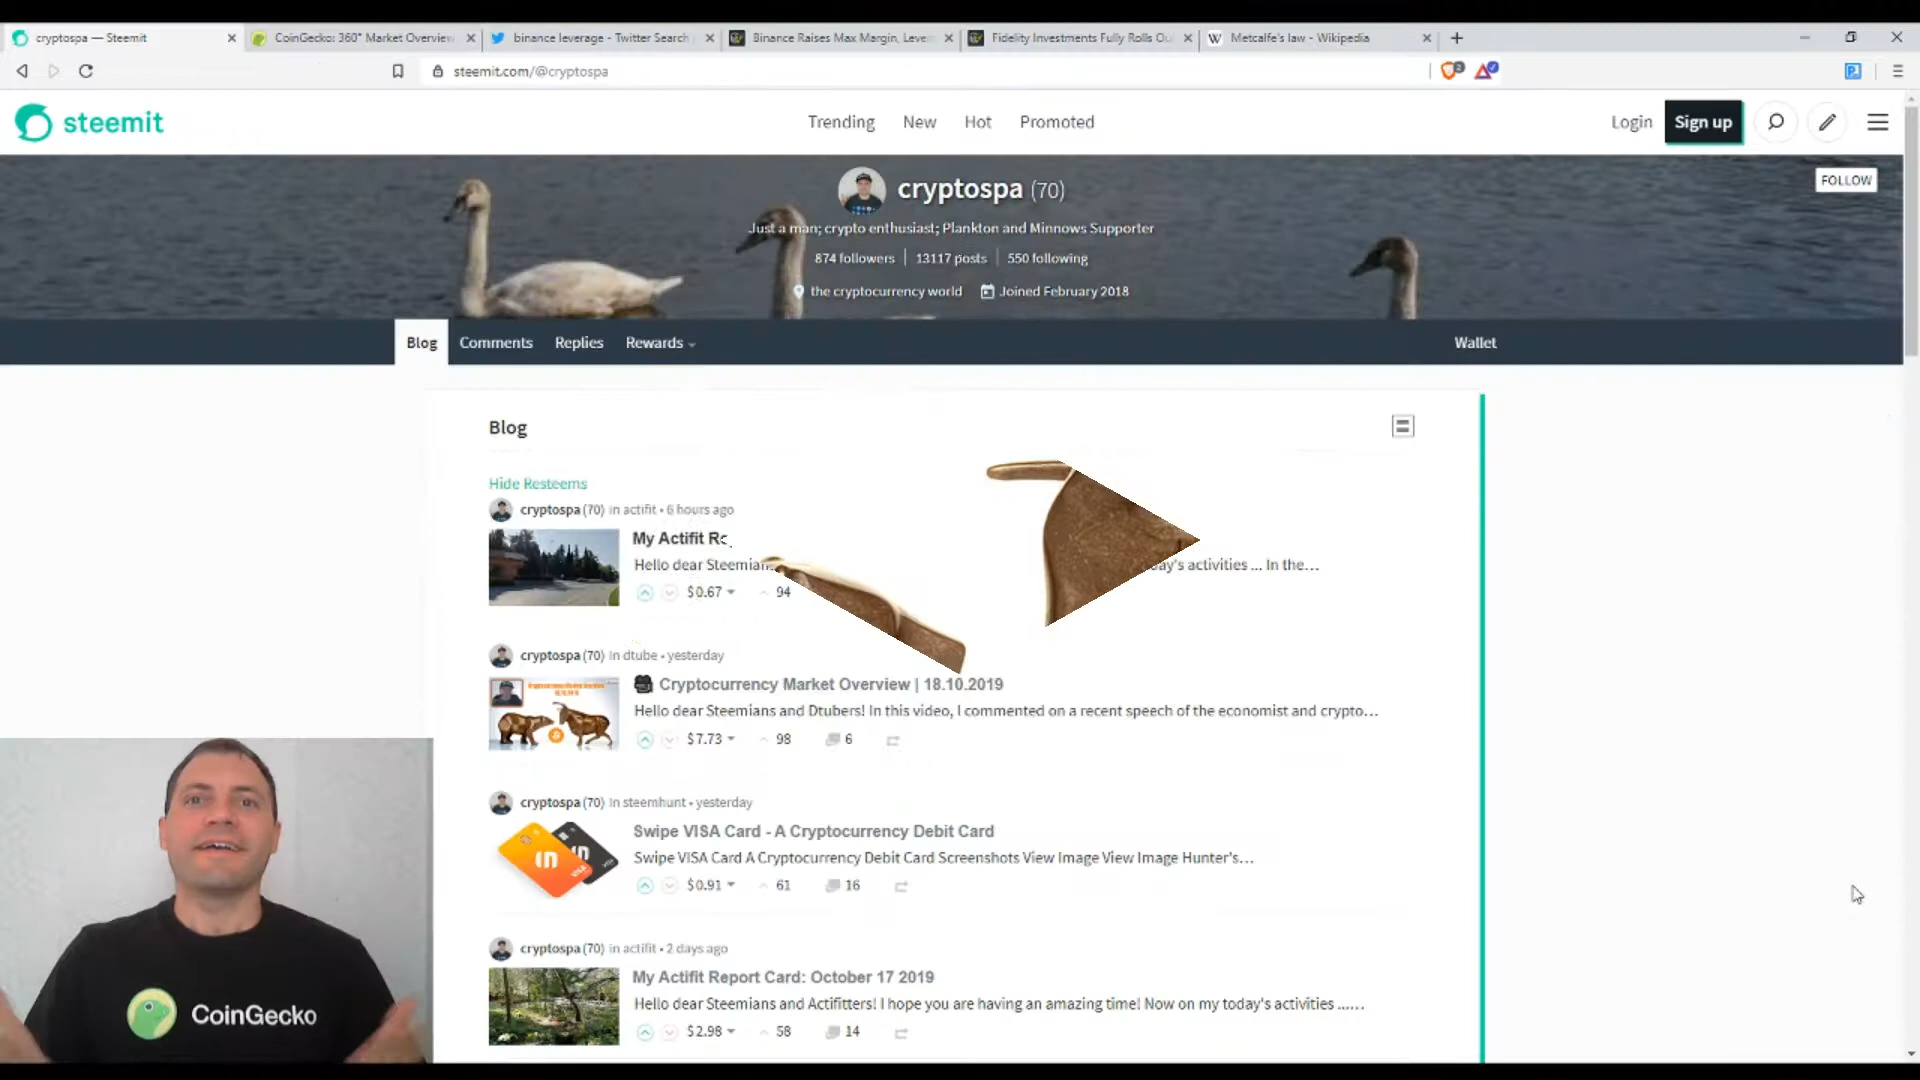 cryptospa — Steemit
CoinGecko: 360° Market Overview
binance leverage - Twitter Search
Binance Raises Max Margin, Lever
Fidelity Investments Fully Rolls Ou
Metcalfe's law - Wikipedia
steemit.com/@cryptospa
steemit
Trending New Hot Promoted
Login Sign up
cryptospa (70)
FOLLOW
Just a man; crypto enthusiast; Plankton and Minnows Supporter
874 followers 13117 posts 550 following
the cryptocurrency world Joined February 2018
Blog Comments Replies Rewards Wallet
Blog
Hide Resteems
cryptospa (70) in actifit • 6 hours ago
My Actifit Re
Hello dear Steemian ay's activities ... In the...
$0.67 94
cryptospa (70) in dtube • yesterday
Cryptocurrency Market Overview | 18.10.2019
Hello dear Steemians and Dtubers! In this video, I commented on a recent speech of the economist and crypto...
$7.73 98 6
cryptospa (70) in steemhunt • yesterday
Swipe VISA Card - A Cryptocurrency Debit Card
Swipe VISA Card A Cryptocurrency Debit Card Screenshots View Image View Image Hunter's...
$0.91 61 16
cryptospa (70) in actifit • 2 days ago
My Actifit Report Card: October 17 2019
Hello dear Steemians and Actifitters! I hope you are having an amazing time! Now on my today's activities ......
$2.98 58 14
CoinGecko